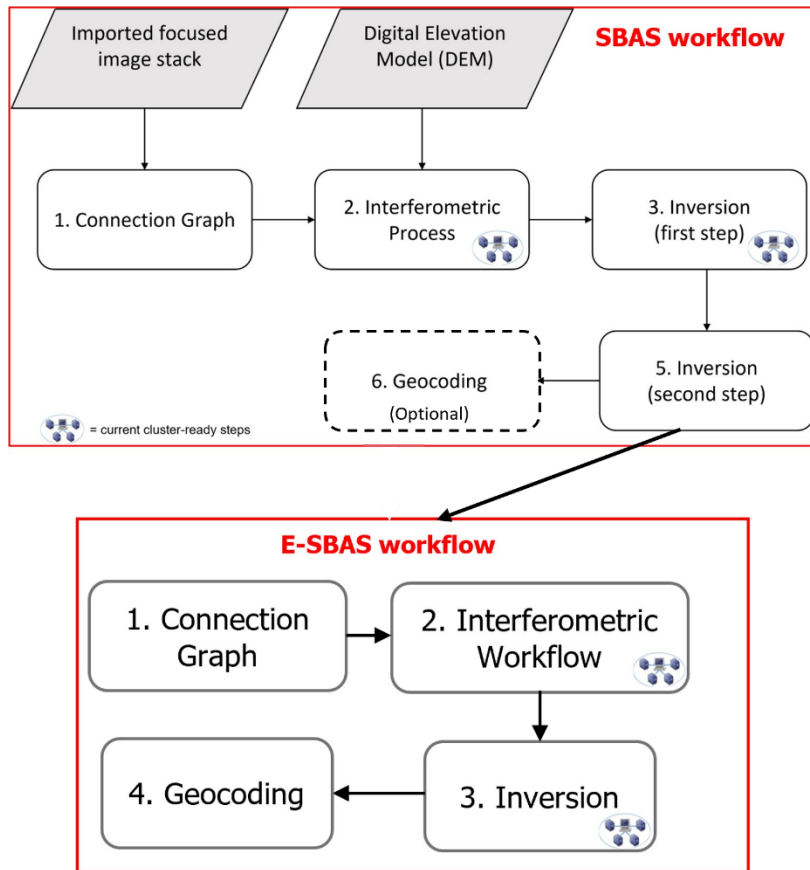 Imported focused
image stack
Digital Elevation
Model (DEM)
SBAS workflow
1. Connection Graph
2. Interferometric
Process
3. Inversion
(first step)
6. Geocoding
(Optional)
5. Inversion
(second step)
= current cluster-ready steps
E-SBAS workflow
1. Connection
Graph
2. Interferometric
Workflow
4. Geocoding
3. Inversion